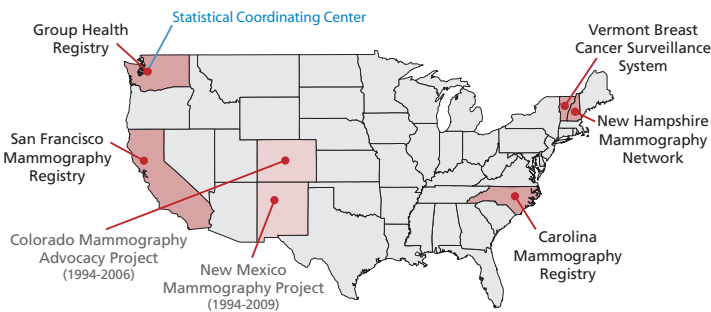 Statistical Coordinating Center
Group Health
Registry
Vermont Breast
Cancer Surveillance
System
New Hampshire
Mammography
Network
San Francisco
Mammography
Registry
Colorado Mammography
Advocacy Project
(1994-2006)
New Mexico
Mammography Project
(1994-2009)
Carolina
Mammography
Registry